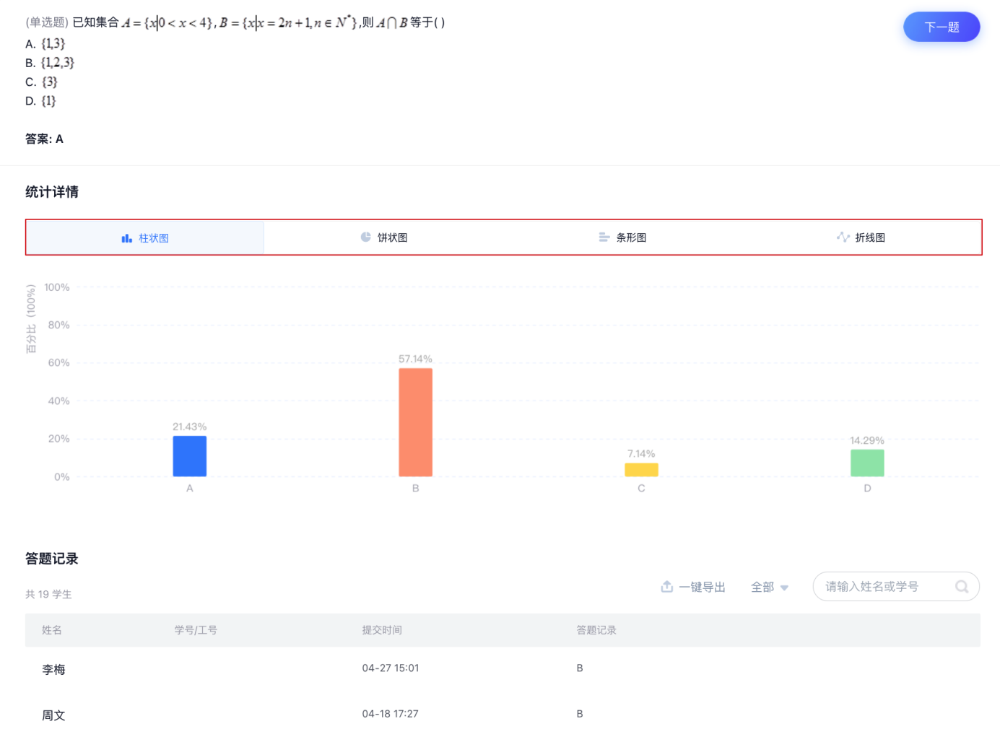 (单选题) 已知集合 A = {x|0 < x < 4}, B = {x|x = 2n + 1, n ∈ N*},则 A⋂B 等于( )
下一题
A. {1,3}
B. {1,2,3}
C. {3}
D. {1}
答案: A
统计详情
柱状图 饼状图 条形图 折线图
百分比 (100%)
100%
80%
60%
40%
20%
0%
21.43% 57.14% 7.14% 14.29%
A B C D
答题记录
共 19 学生
一键导出 全部 请输入姓名或学号
姓名 学号/工号 提交时间 答题记录
李梅 04-27 15:01 B
周文 04-18 17:27 B